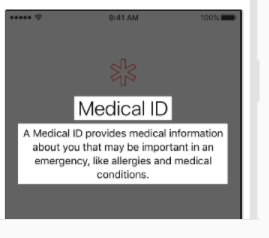 9:41 AM 100%
Medical ID
A Medical ID provides medical information
about you that may be important in an
emergency, like allergies and medical
conditions.